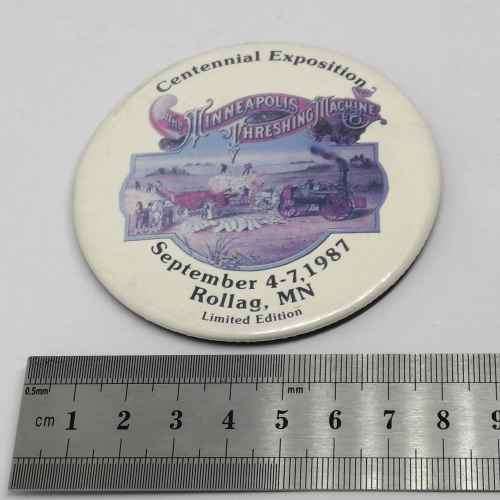 Centennial Exposition
The Minneapolis
Threshing Machine
Co
September 4-7, 1987
Rollag, MN
Limited Edition
0.5mm
mm
cm 1 2 3 4 5 6 7 8 9